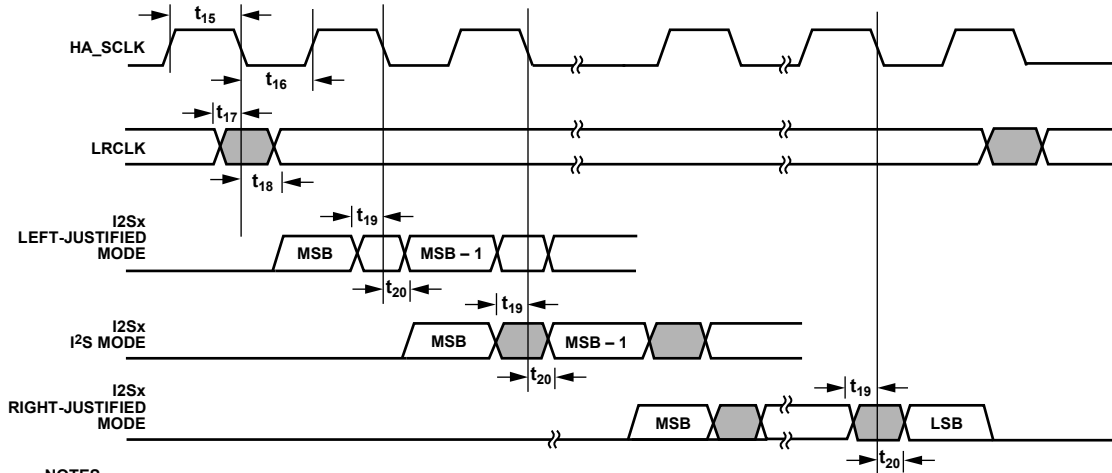 t15
HA_SCLK
t16
t17
LRCLK
t18
I2Sx
LEFT-JUSTIFIED
MODE
t19
MSB
MSB – 1
t20
I2Sx
I2S MODE
t19
MSB
MSB – 1
t20
I2Sx
RIGHT-JUSTIFIED
MODE
t19
MSB
LSB
t20
NOTES